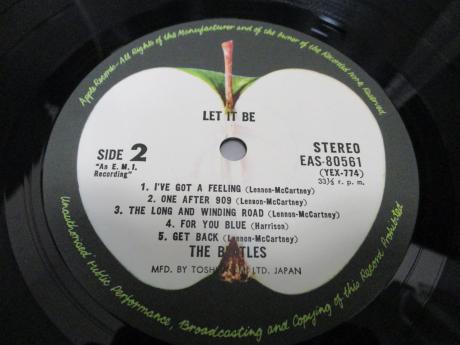 Apple Records-All Rights of the Manufacturer and of the Owner of the Recorded Work Reserved
LET IT BE
SIDE 2
"An E. M. I.
Recording"
STEREO
EAS-80561
(YEX-774)
33⅓ r. p. m.
1. I'VE GOT A FEELING (Lennon-McCartney)
2. ONE AFTER 909 (Lennon-McCartney)
3. THE LONG AND WINDING ROAD (Lennon-McCartney)
4. FOR YOU BLUE (Harrison)
5. GET BACK (Lennon-McCartney)
THE BEATLES
MFD. BY TOSHIBA EMI LTD. JAPAN
Unauthorized Public Performance, Broadcasting and Copying of this Record Prohibited